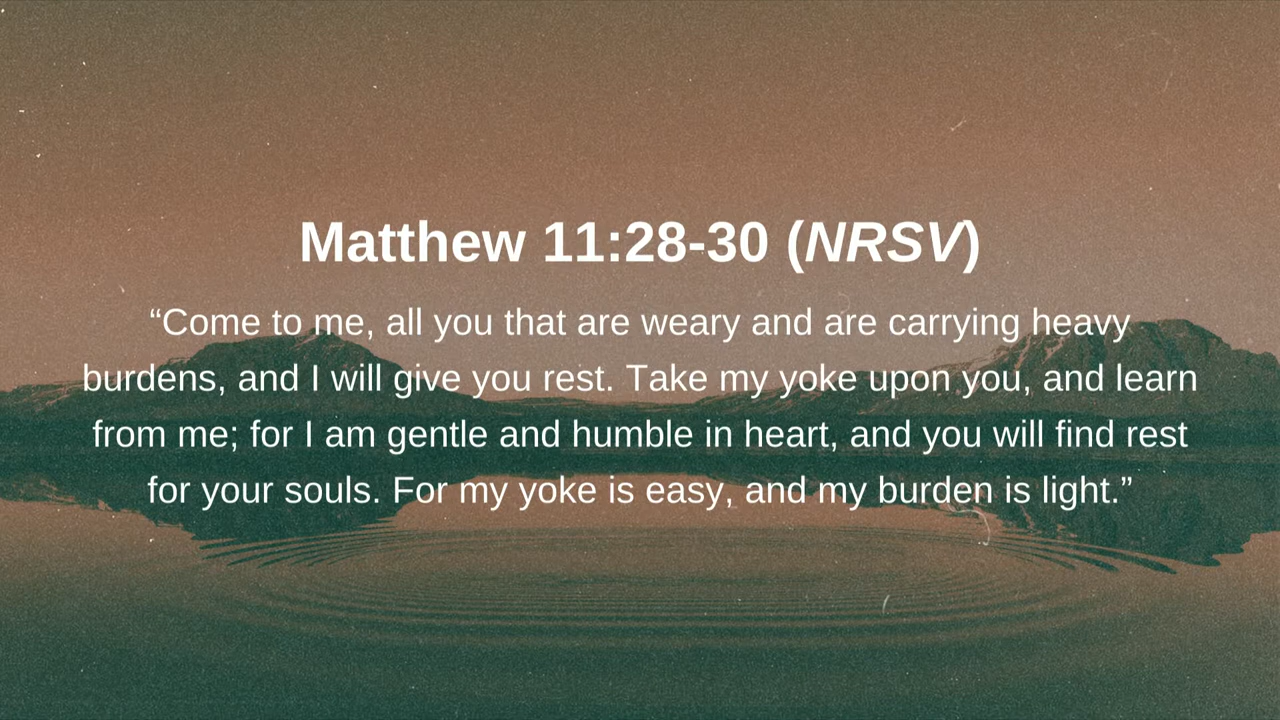 Matthew 11:28-30 (NRSV)
“Come to me, all you that are weary and are carrying heavy
burdens, and I will give you rest. Take my yoke upon you, and learn
from me; for I am gentle and humble in heart, and you will find rest
for your souls. For my yoke is easy, and my burden is light.”